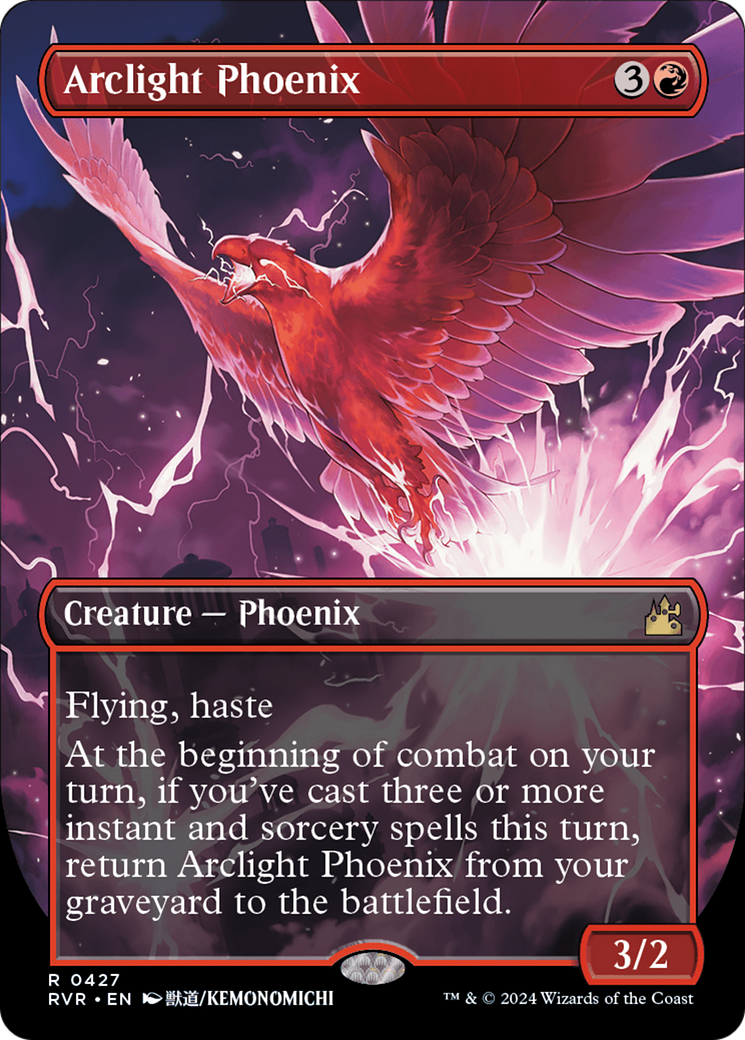 Arclight Phoenix 3
Creature — Phoenix
Flying, haste
At the beginning of combat on your
turn, if you’ve cast three or more
instant and sorcery spells this turn,
return Arclight Phoenix from your
graveyard to the battlefield.
3/2
R 0427
RVR • EN 獣道/KEMONOMICHI
™ & © 2024 Wizards of the Coast